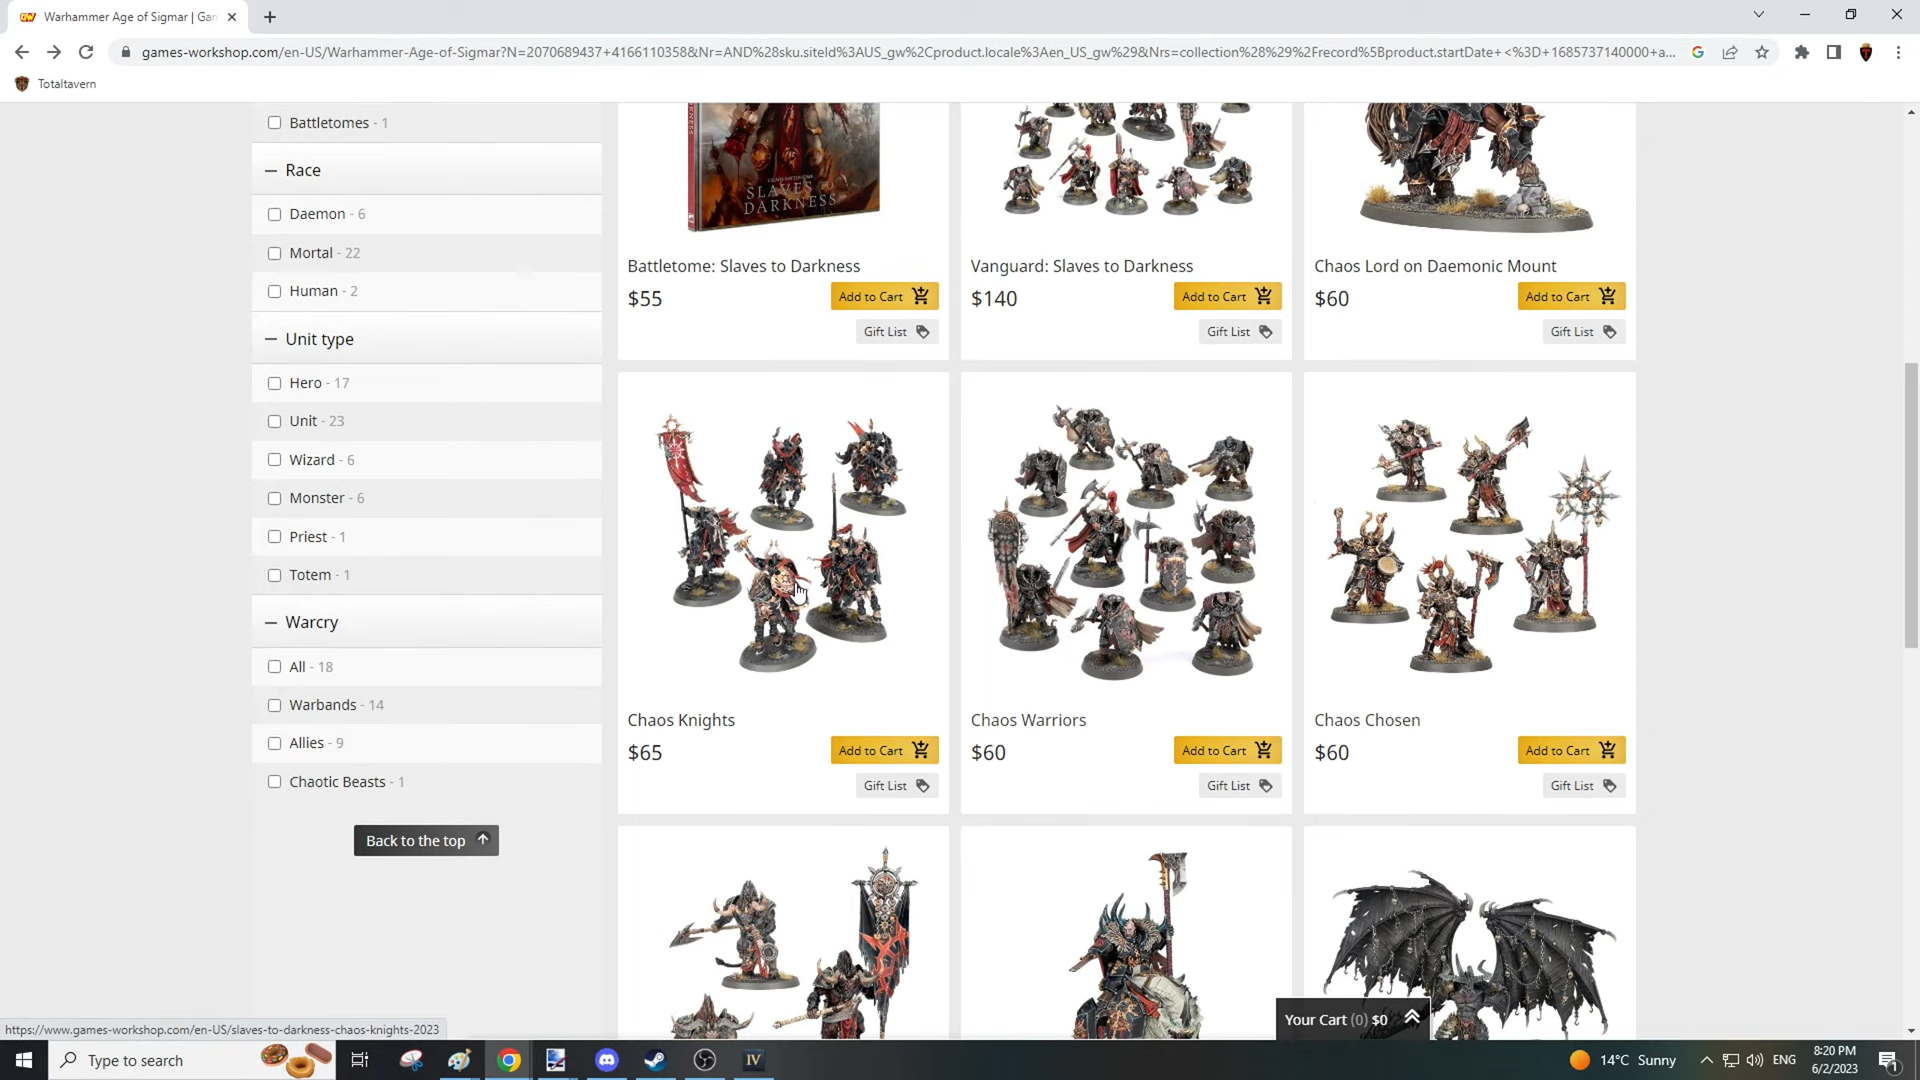 Warhammer Age of Sigmar | Gam
games-workshop.com/en-US/Warhammer-Age-of-Sigmar?N=2070689437+4166110358&Nr=AND%28sku.siteId%3AUS_gw%2Cproduct.locale%3Aen_US_gw%29&Nrs=collection%28%29%2Frecord%5Bproduct.startDate+<%3D+1685737140000+a...
Totaltavern
Battletomes - 1
Race
Daemon - 6
Mortal - 22
Human - 2
Unit type
Hero - 17
Unit - 23
Wizard - 6
Monster - 6
Priest - 1
Totem - 1
Warcry
All - 18
Warbands - 14
Allies - 9
Chaotic Beasts - 1
Back to the top
SLAVES TO
DARKNESS
Battletome: Slaves to Darkness
$55
Add to Cart
Gift List
Vanguard: Slaves to Darkness
$140
Add to Cart
Gift List
Chaos Lord on Daemonic Mount
$60
Add to Cart
Gift List
Chaos Knights
$65
Add to Cart
Gift List
Chaos Warriors
$60
Add to Cart
Gift List
Chaos Chosen
$60
Add to Cart
Gift List
Your Cart (0) $0
https://www.games-workshop.com/en-US/slaves-to-darkness-chaos-knights-2023
Type to search
IV
14°C Sunny
ENG
8:20 PM
6/2/2023
1